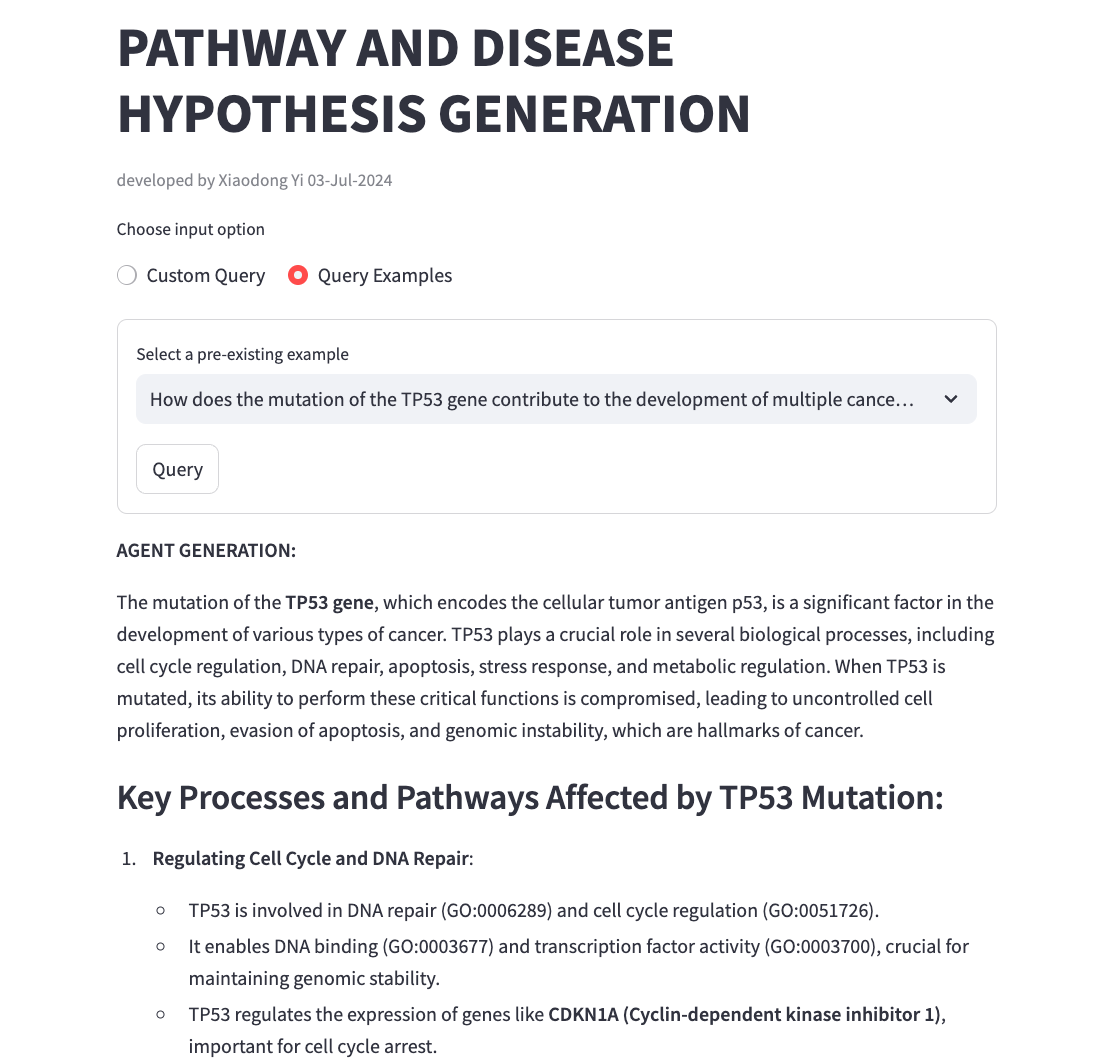 PATHWAY AND DISEASE
HYPOTHESIS GENERATION
developed by Xiaodong Yi 03-Jul-2024
Choose input option
Custom Query Query Examples
Select a pre-existing example
How does the mutation of the TP53 gene contribute to the development of multiple cance...
Query
AGENT GENERATION:
The mutation of the TP53 gene, which encodes the cellular tumor antigen p53, is a significant factor in the
development of various types of cancer. TP53 plays a crucial role in several biological processes, including
cell cycle regulation, DNA repair, apoptosis, stress response, and metabolic regulation. When TP53 is
mutated, its ability to perform these critical functions is compromised, leading to uncontrolled cell
proliferation, evasion of apoptosis, and genomic instability, which are hallmarks of cancer.
Key Processes and Pathways Affected by TP53 Mutation:
1. Regulating Cell Cycle and DNA Repair:
○ TP53 is involved in DNA repair (GO:0006289) and cell cycle regulation (GO:0051726).
○ It enables DNA binding (GO:0003677) and transcription factor activity (GO:0003700), crucial for
maintaining genomic stability.
○ TP53 regulates the expression of genes like CDKN1A (Cyclin-dependent kinase inhibitor 1),
important for cell cycle arrest.